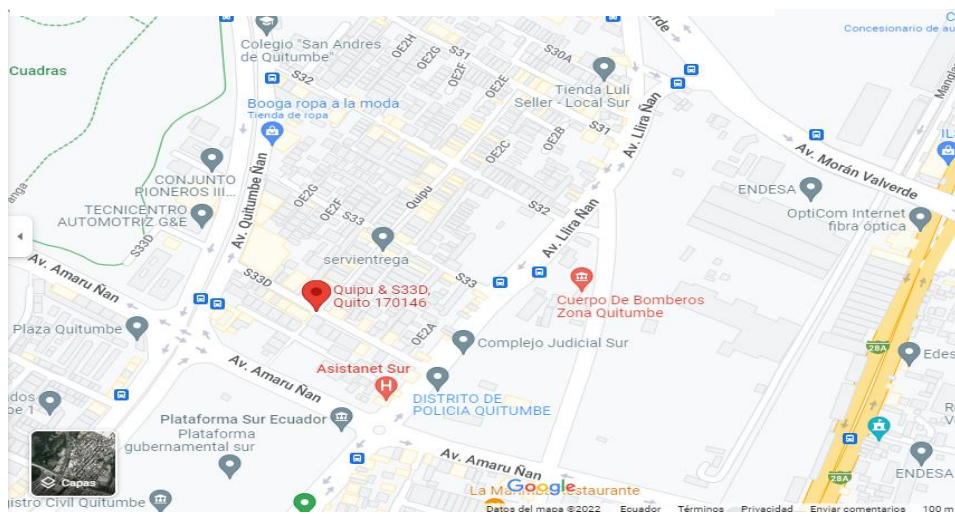 Colegio "San Andres
de Quitumbe"
OE2H
OE2G
OE2F
S31
OE2E
S30A
Concesionario de au
Cuadras
S32
Tienda Luli
Seller - Local Sur
Booga ropa a la moda
Tienda de ropa
OE2C
OE2B
S31
Av. Llira Ñan
Av. Morán Valverde
CONJUNTO
PIONEROS III...
OE2G
OE2F
Quipu
S32
ENDESA
TECNICENTRO
AUTOMOTRIZ G&E
Av. Quitumbe Ñan
S33
OptiCom Internet
fibra óptica
S33D
Av. Llira Ñan
servientrega
S33
Av. Amaru Ñan
S33D
Quipu & S33D,
Quito 170146
Cuerpo De Bomberos
Zona Quitumbe
Plaza Quitumbe
OE2A
Complejo Judicial Sur
28A
Edes
Av. Amaru Ñan
Asistanet Sur
DISTRITO DE
POLICIA QUITUMBE
Plataforma Sur Ecuador
Plataforma
gubernamental sur
Av. Amaru Ñan
ENDESA
28A
Capas
gistro Civil Quitumbe
Google
La Marimba Restaurante
Datos del mapa ©2022 Ecuador Términos Privacidad Enviar comentarios 100 m